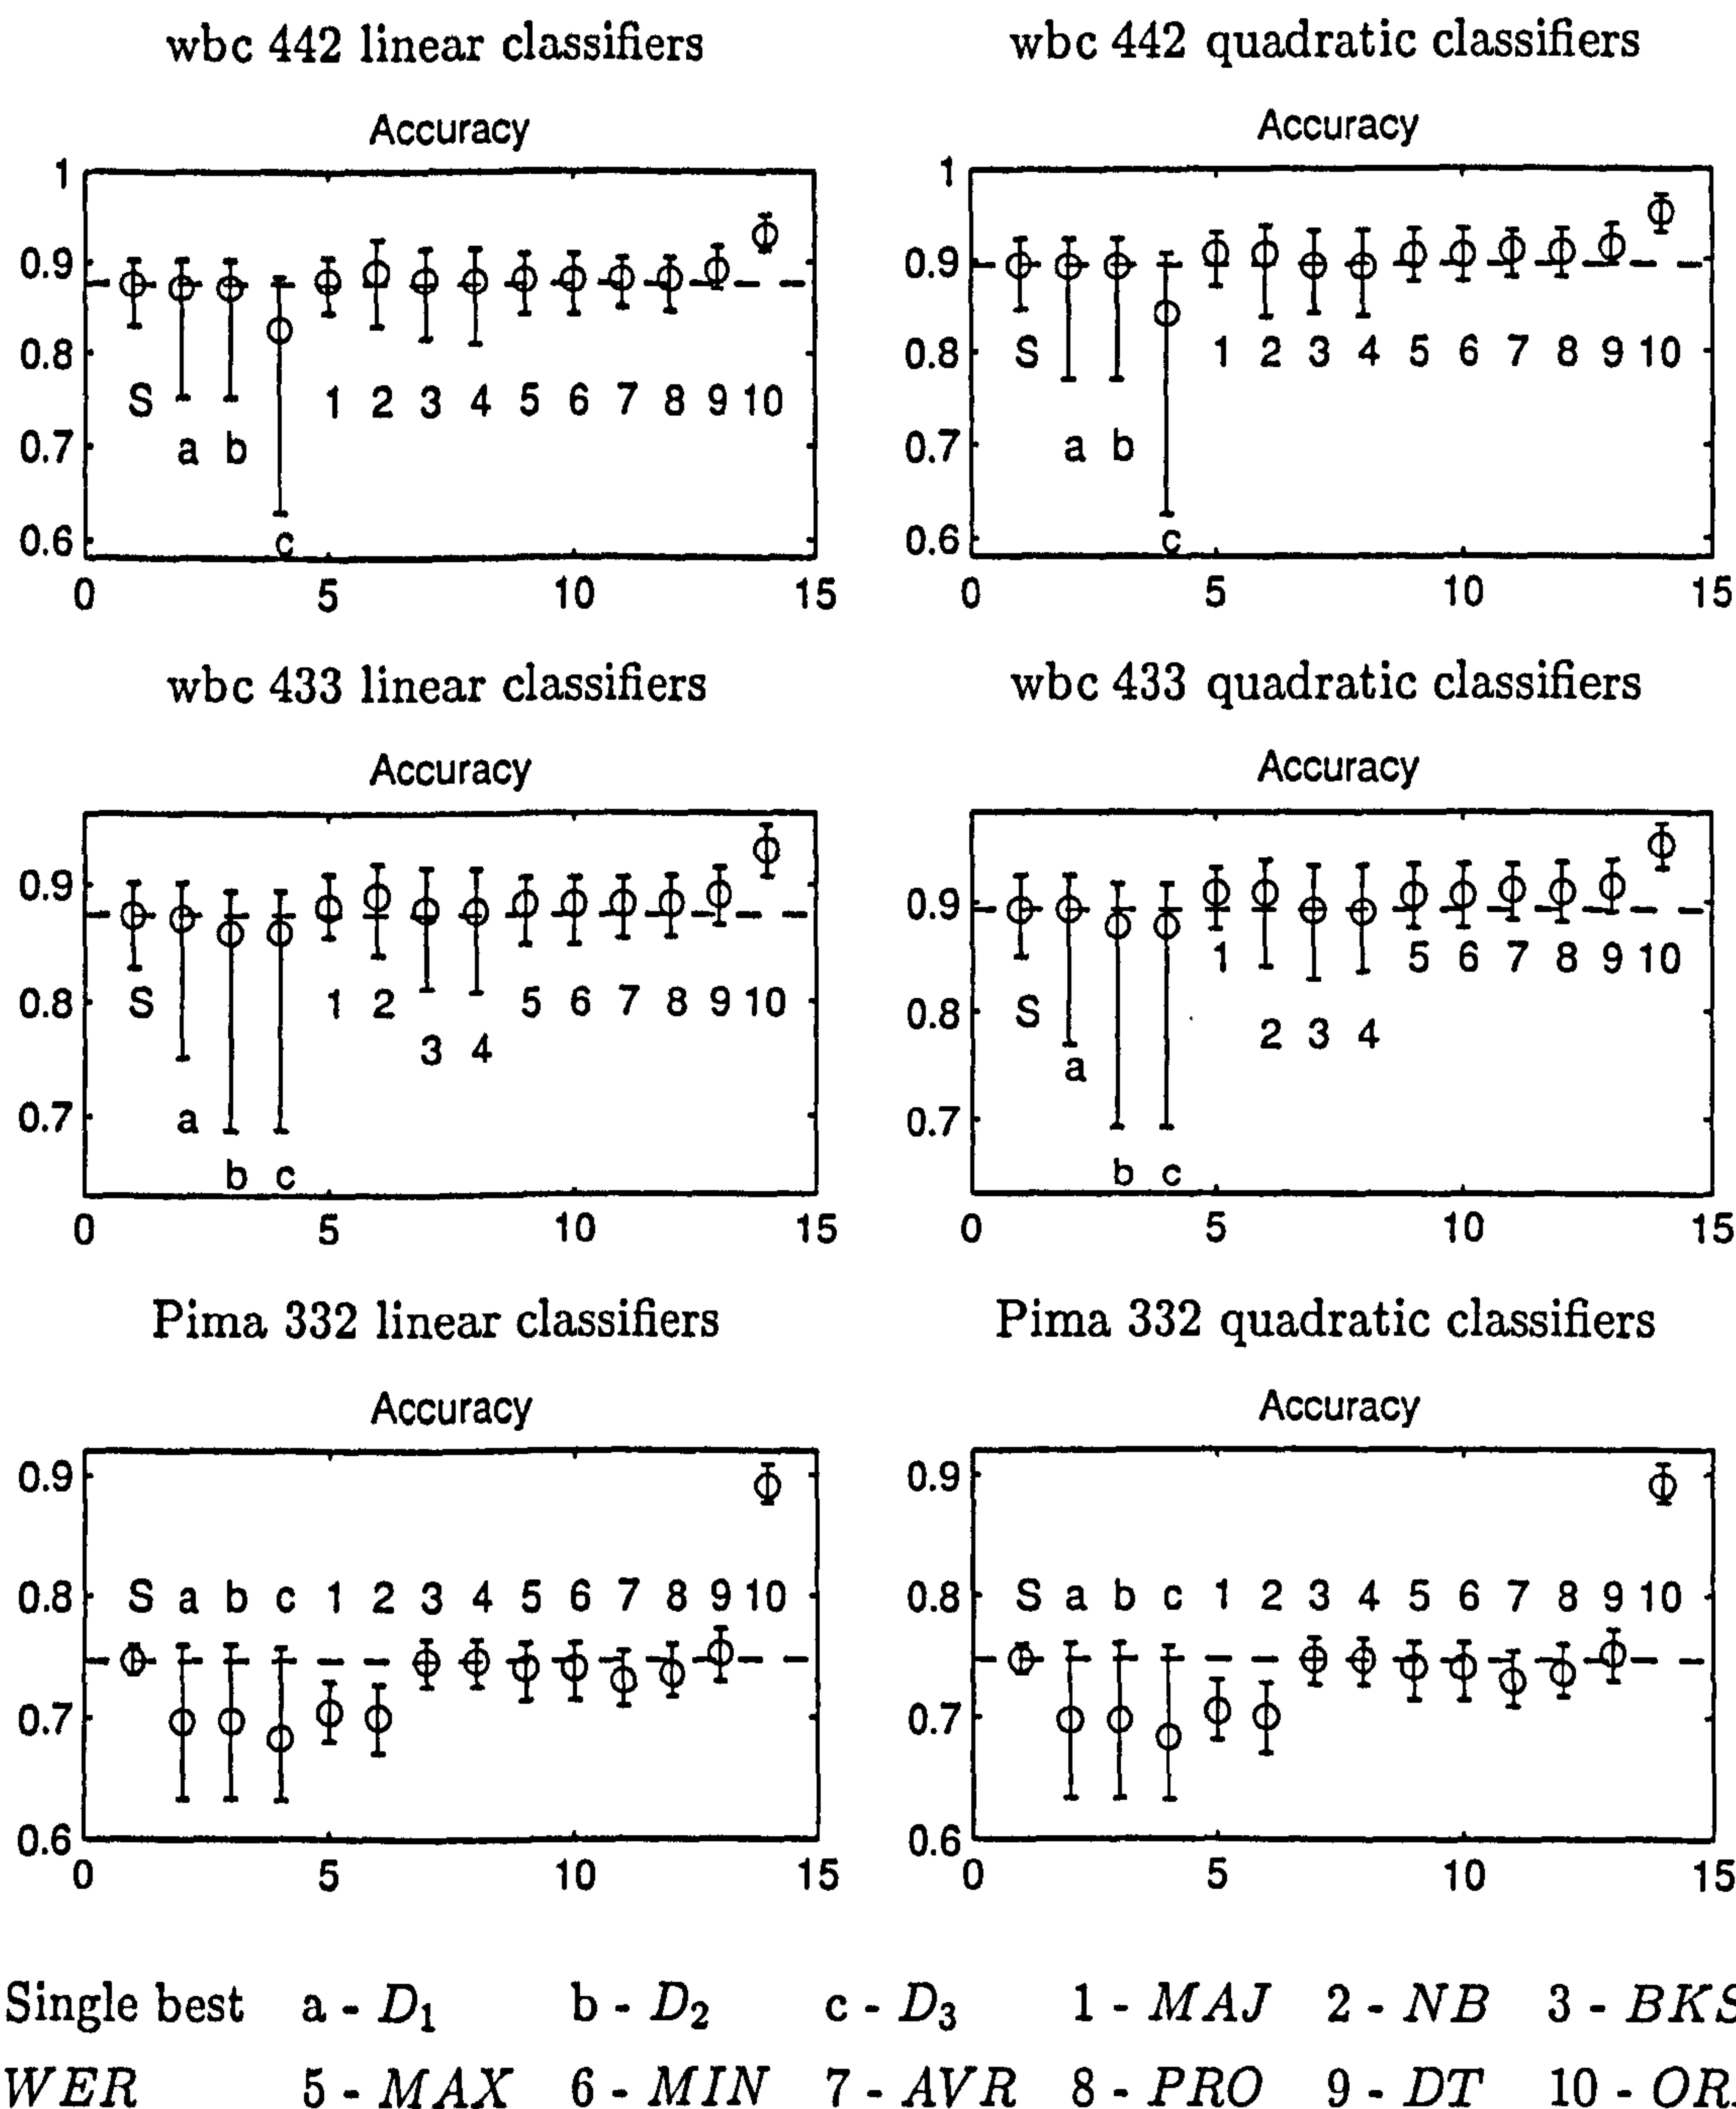 wbc 442 linear classifiers
Accuracy
1
0.9
0.8
0.7
0.6
S a b c 1 2 3 4 5 6 7 8 9 10
0 5 10 15
wbc 442 quadratic classifiers
Accuracy
1
0.9
0.8
0.7
0.6
S a b c 1 2 3 4 5 6 7 8 9 10
0 5 10 15
wbc 433 linear classifiers
Accuracy
0.9
0.8
0.7
S a b c 1 2 3 4 5 6 7 8 9 10
0 5 10 15
wbc 433 quadratic classifiers
Accuracy
0.9
0.8
0.7
S a b c 1 2 3 4 5 6 7 8 9 10
0 5 10 15
Pima 332 linear classifiers
Accuracy
0.9
0.8
0.7
0.6
S a b c 1 2 3 4 5 6 7 8 9 10
0 5 10 15
Pima 332 quadratic classifiers
Accuracy
0.9
0.8
0.7
0.6
S a b c 1 2 3 4 5 6 7 8 9 10
0 5 10 15
Single best a - D₁ b - D₂ c - D₃ 1 - MAJ 2 - NB 3 - BKS
WER 5 - MAX 6 - MIN 7 - AVR 8 - PRO 9 - DT 10 -